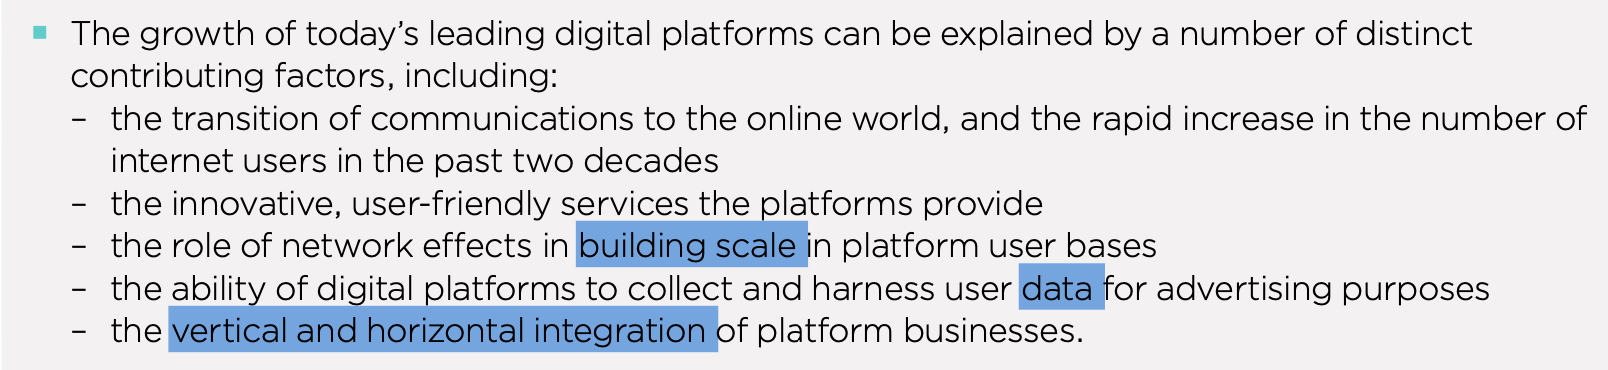 The growth of today’s leading digital platforms can be explained by a number of distinct
contributing factors, including:
– the transition of communications to the online world, and the rapid increase in the number of
internet users in the past two decades
– the innovative, user-friendly services the platforms provide
– the role of network effects in building scale in platform user bases
– the ability of digital platforms to collect and harness user data for advertising purposes
– the vertical and horizontal integration of platform businesses.